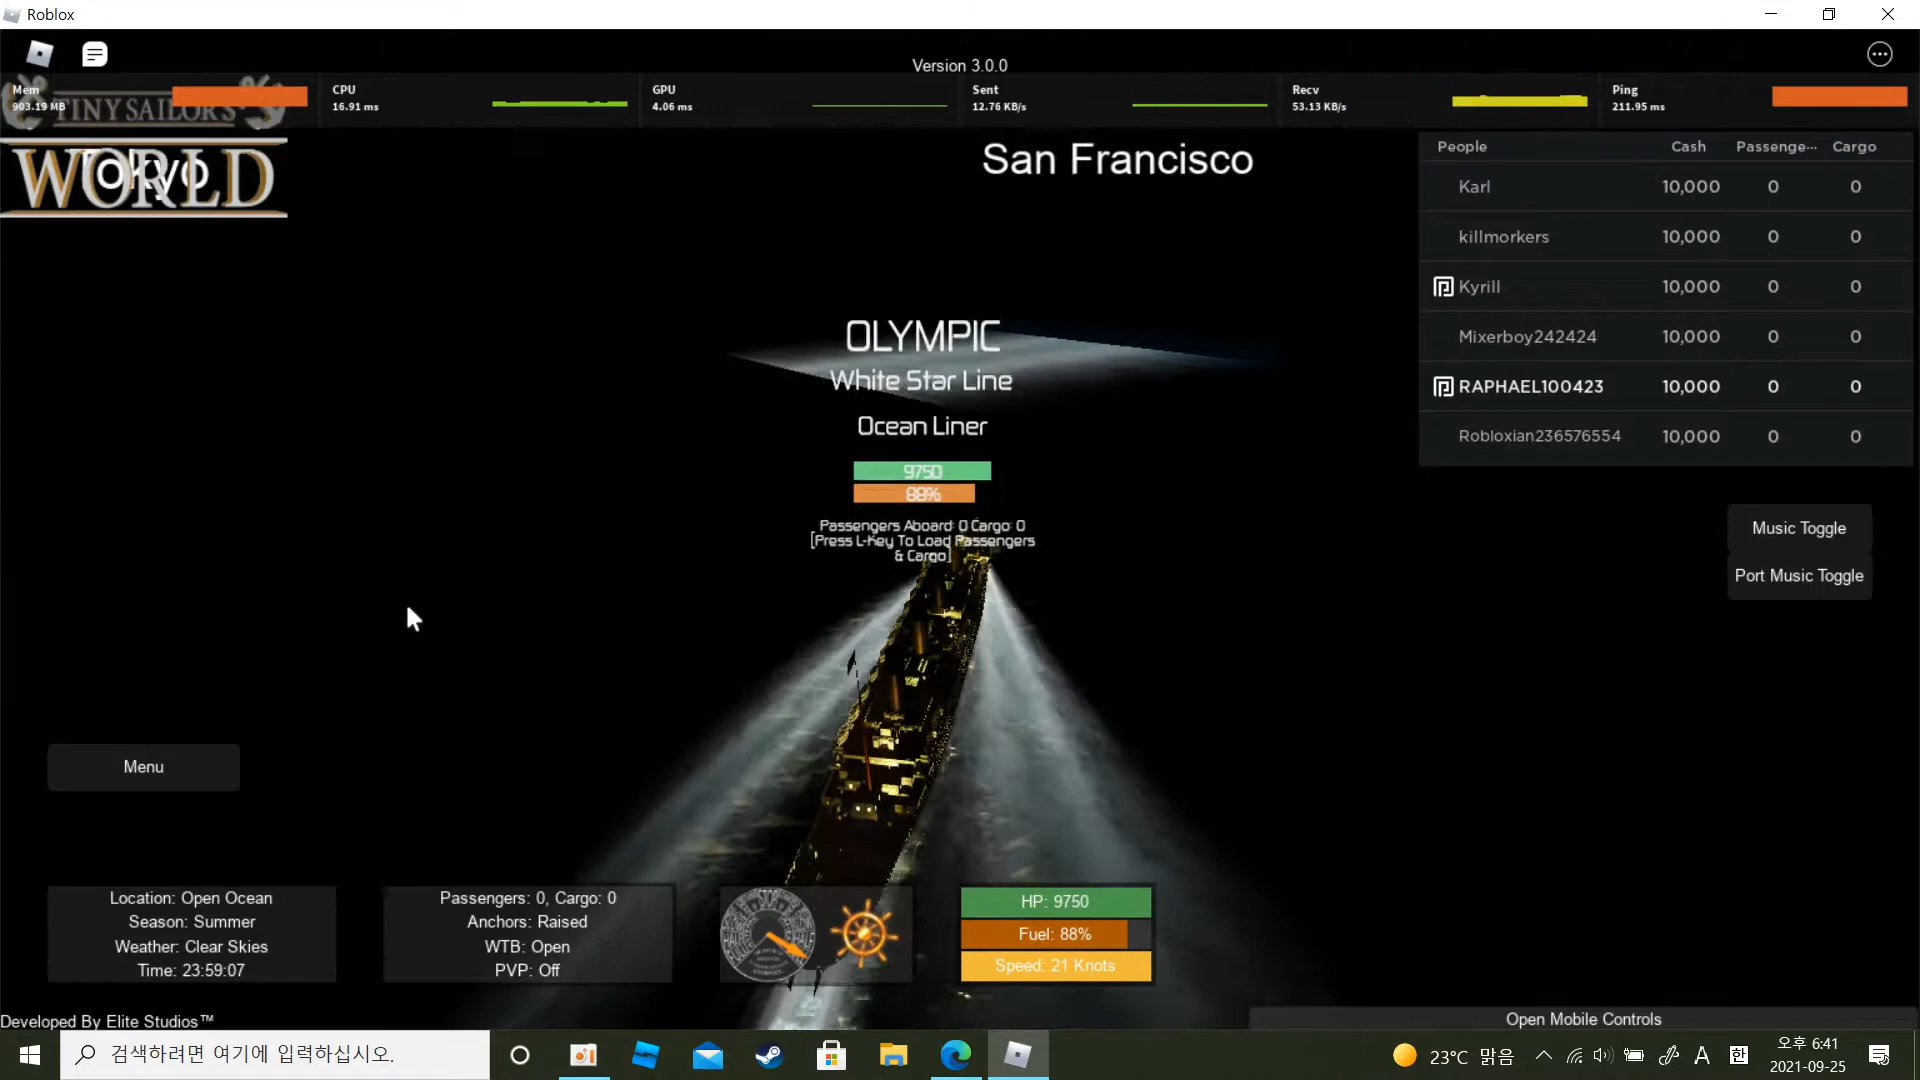 Roblox
Version 3.0.0
Mem
903.19 MB
CPU
16.91 ms
GPU
4.06 ms
Sent
12.76 KB/s
Recv
53.13 KB/s
Ping
211.95 ms
TINY SAILORS
WORLD
Tokyo
San Francisco
People Cash Passenge··· Cargo
Karl 10,000 0 0
killmorkers 10,000 0 0
Kyrill 10,000 0 0
Mixerboy242424 10,000 0 0
RAPHAEL100423 10,000 0 0
Robloxian236576554 10,000 0 0
OLYMPIC
White Star Line
Ocean Liner
9750
88%
Passengers Aboard: 0 Cargo: 0
[Press L-Key To Load Passengers
& Cargo]
Music Toggle
Port Music Toggle
Menu
Location: Open Ocean
Season: Summer
Weather: Clear Skies
Time: 23:59:07
Passengers: 0, Cargo: 0
Anchors: Raised
WTB: Open
PVP: Off
HP: 9750
Fuel: 88%
Speed: 21 Knots
Developed By Elite Studios™
Open Mobile Controls
검색하려면 여기에 입력하십시오.
23°C 맑음
A
한
오후 6:41
2021-09-25